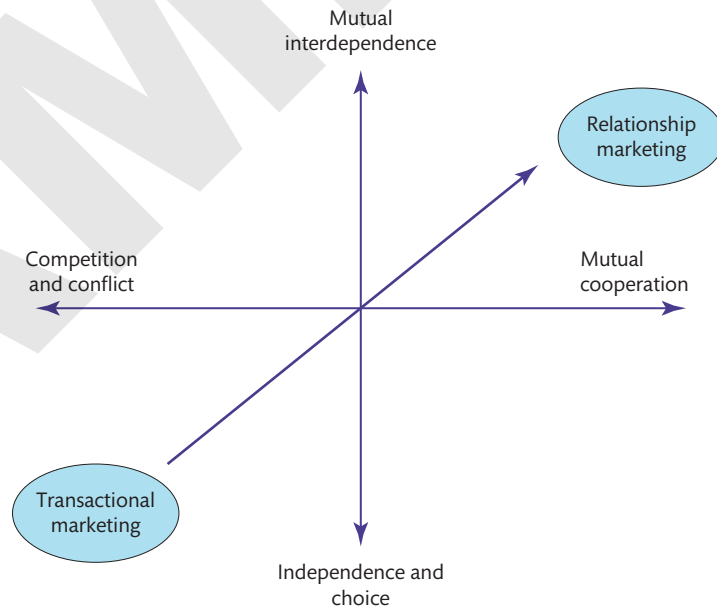 Mutual
interdependence
Relationship
marketing
Competition
and conflict
Mutual
cooperation
Transactional
marketing
Independence and
choice